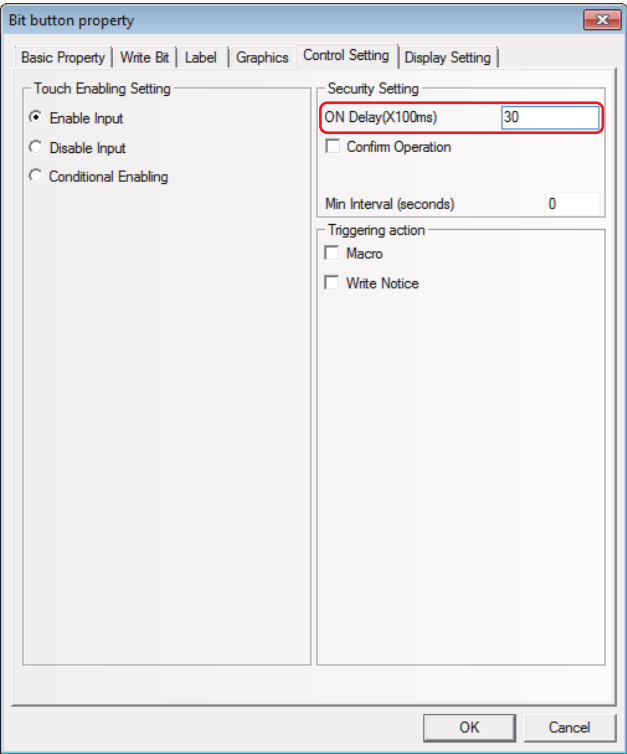 Bit button property
Basic Property Write Bit Label Graphics Control Setting Display Setting
Touch Enabling Setting
Enable Input
Disable Input
Conditional Enabling
Security Setting
ON Delay(X100ms) 30
Confirm Operation
Min Interval (seconds) 0
Triggering action
Macro
Write Notice
OK Cancel